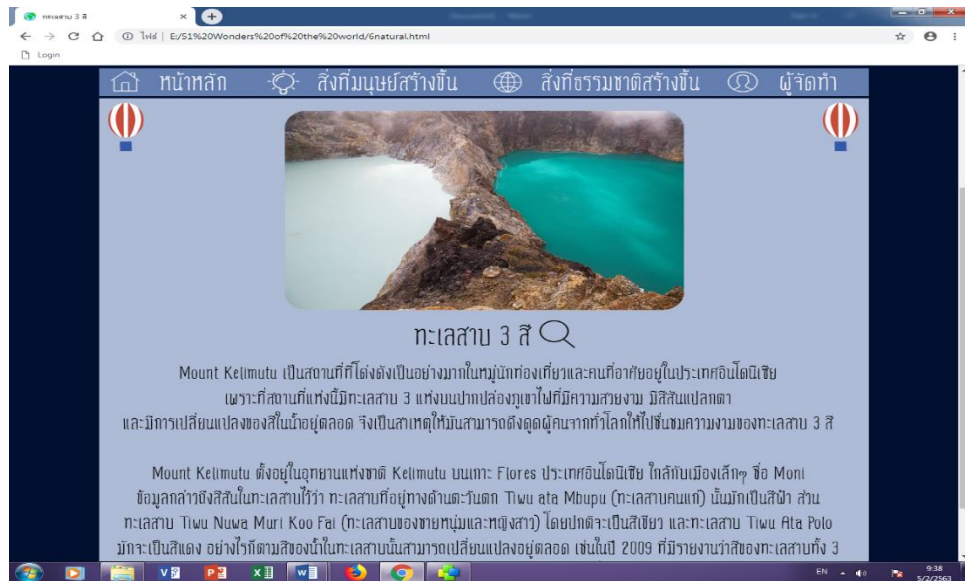 ทะเลสาบ 3 สี
ไฟล์ | E:/51%20Wonders%20of%20the%20world/6natural.html
Login
หน้าหลัก สิ่งที่มนุษย์สร้างขึ้น สิ่งที่ธรรมชาติสร้างขึ้น ผู้จัดทำ
ทะเลสาบ 3 สี
Mount Kelimutu เป็นสถานที่ที่โด่งดังเป็นอย่างมากในหมู่นักท่องเที่ยวและคนที่อาศัยอยู่ในประเทศอินโดนิเซีย
เพราะที่สถานที่แห่งนี้มีทะเลสาบ 3 แห่งบนปากปล่องภูเขาไฟที่มีความสวยงาม มีสีสันแปลกตา
และมีการเปลี่ยนแปลงของสีในน้ำอยู่ตลอด จึงเป็นสาเหตุให้มันสามารถดึงดูดผู้คนจากทั่วโลกให้ไปชื่นชมความงามของทะเลสาบ 3 สี
Mount Kelimutu ตั้งอยู่ในอุทยานแห่งชาติ Kelimutu บนเกาะ Flores ประเทศอินโดนิเซีย ใกล้กับเมืองเล็กๆ ชื่อ Moni
ข้อมูลกล่าวถึงสีสันในทะเลสาบไว้ว่า ทะเลสาบที่อยู่ทางด้านตะวันตก Tiwu ata Mbupu (ทะเลสาบคนแก่) นั้นมักเป็นสีฟ้า ส่วน
ทะเลสาบ Tiwu Nuwa Muri Koo Fai (ทะเลสาบของชายหนุ่มและหญิงสาว) โดยปกติจะเป็นสีเขียว และทะเลสาบ Tiwu Ata Polo
มักจะเป็นสีแดง อย่างไรก็ตามสีของน้ำในทะเลสาบนั้นสามารถเปลี่ยนแปลงอยู่ตลอด เช่นในปี 2009 ที่มีรายงานว่าสีของทะเลสาบทั้ง 3
EN
9:38
5/2/2563